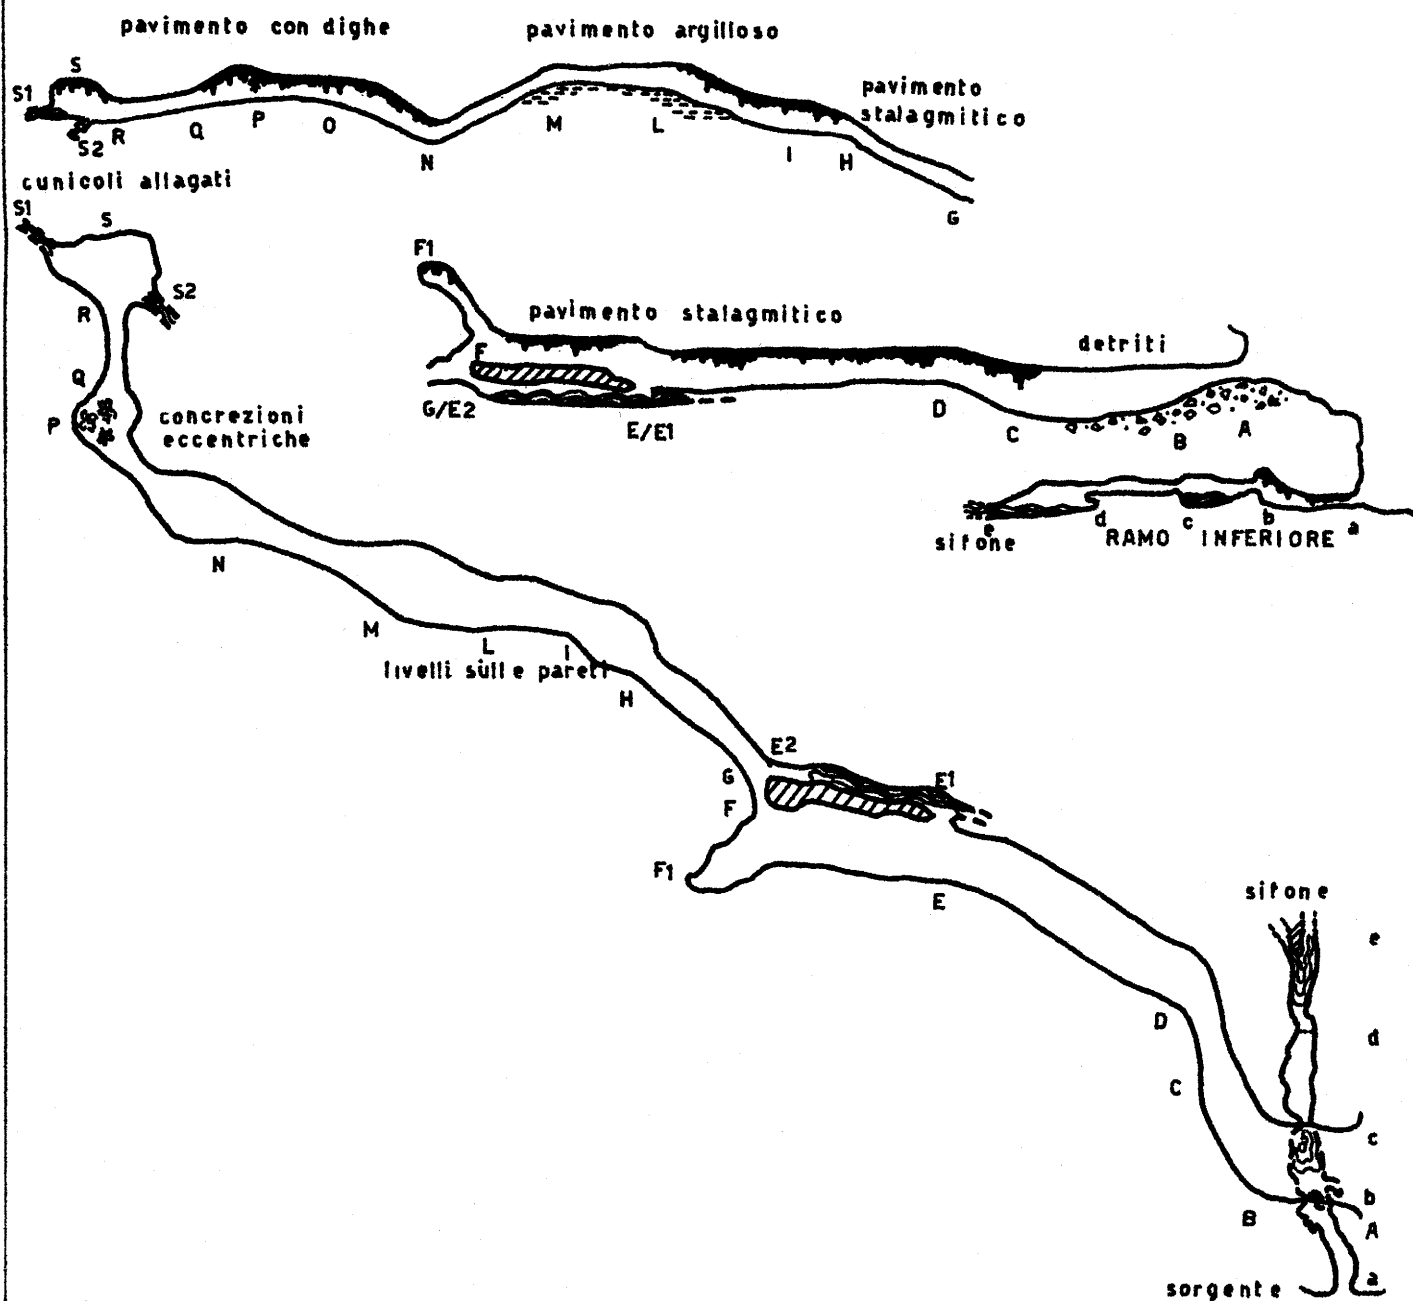 pavimento con dighe
pavimento argilloso
S
S1
pavimento
stalagmitico
S2 R Q P O N M L I H G
cunicoli allagati
S1
S
S2
R
F1
pavimento stalagmitico
detriti
F
Q
P
concrezioni
eccentriche
G/E2
E/E1
D
C
B
A
e d c b a
sifone
RAMO INFERIORE
N
M
L
I
livelli sulle pareti
H
E2
G
E1
F
F1
E
sifone
e
D
d
C
c
b
B
A
a
sorgente